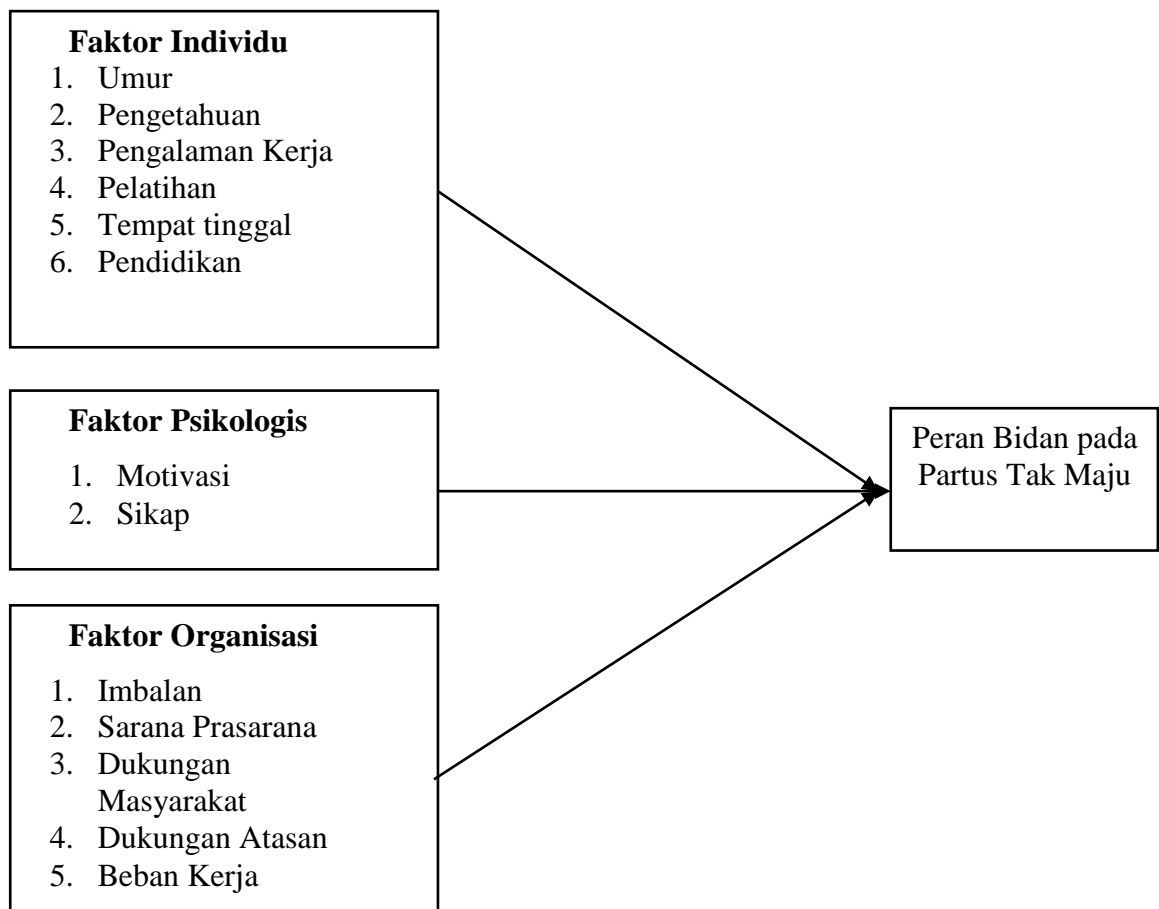 Faktor Individu
1. Umur
2. Pengetahuan
3. Pengalaman Kerja
4. Pelatihan
5. Tempat tinggal
6. Pendidikan
Faktor Psikologis
1. Motivasi
2. Sikap
Faktor Organisasi
1. Imbalan
2. Sarana Prasarana
3. Dukungan
Masyarakat
4. Dukungan Atasan
5. Beban Kerja
Peran Bidan pada
Partus Tak Maju